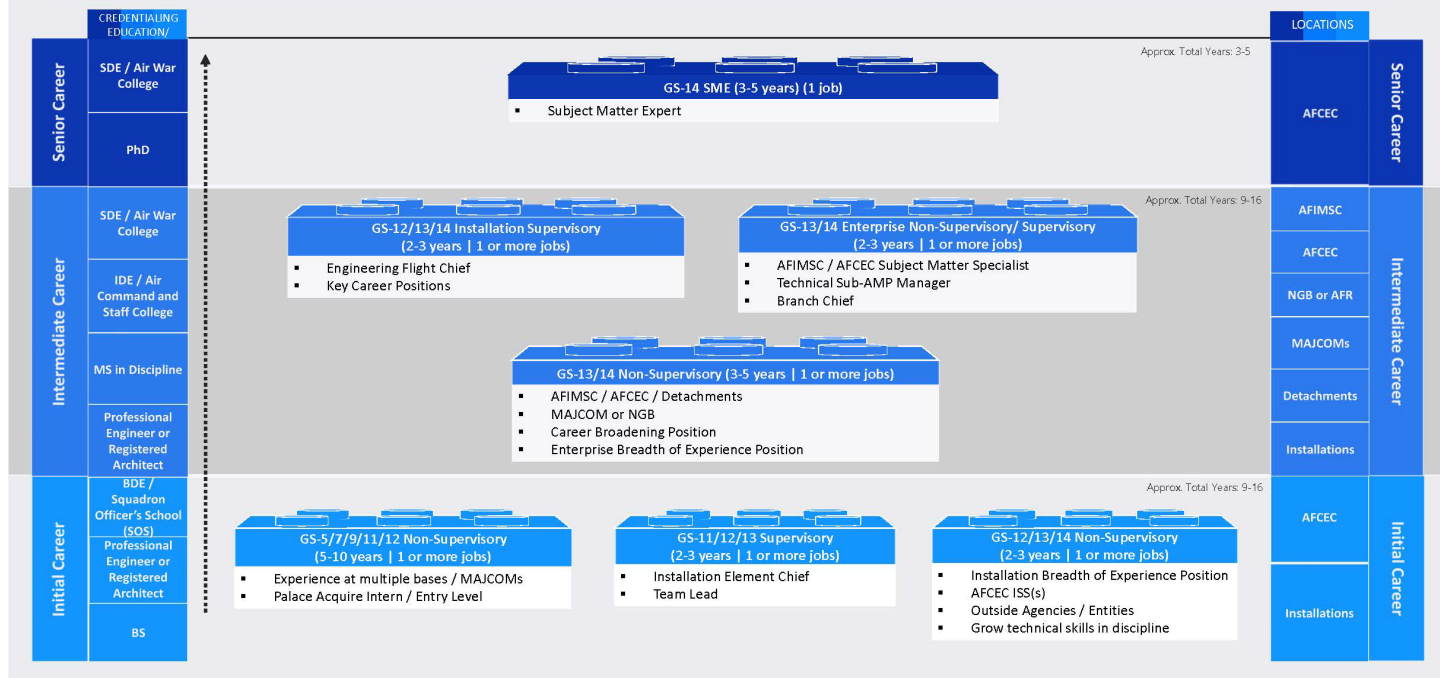 CREDENTIALING
EDUCATION/
LOCATIONS
Senior Career
SDE / Air War
College
PhD
Approx. Total Years: 3-5
GS-14 SME (3-5 years) (1 job)
▪ Subject Matter Expert
AFCEC
Senior Career
Intermediate Career
SDE / Air War
College
IDE / Air
Command and
Staff College
MS in Discipline
Professional
Engineer or
Registered
Architect
Approx. Total Years: 9-16
GS-12/13/14 Installation Supervisory
(2-3 years | 1 or more jobs)
▪ Engineering Flight Chief
▪ Key Career Positions
GS-13/14 Enterprise Non-Supervisory/ Supervisory
(2-3 years | 1 or more jobs)
▪ AFIMSC / AFCEC Subject Matter Specialist
▪ Technical Sub-AMP Manager
▪ Branch Chief
GS-13/14 Non-Supervisory (3-5 years | 1 or more jobs)
▪ AFIMSC / AFCEC / Detachments
▪ MAJCOM or NGB
▪ Career Broadening Position
▪ Enterprise Breadth of Experience Position
AFIMSC
AFCEC
NGB or AFR
MAJCOMs
Detachments
Installations
Intermediate Career
Initial Career
BDE /
Squadron
Officer's School
(SOS)
Professional
Engineer or
Registered
Architect
BS
Approx. Total Years: 9-16
GS-5/7/9/11/12 Non-Supervisory
(5-10 years | 1 or more jobs)
▪ Experience at multiple bases / MAJCOMs
▪ Palace Acquire Intern / Entry Level
GS-11/12/13 Supervisory
(2-3 years | 1 or more jobs)
▪ Installation Element Chief
▪ Team Lead
GS-12/13/14 Non-Supervisory
(2-3 years | 1 or more jobs)
▪ Installation Breadth of Experience Position
▪ AFCEC ISS(s)
▪ Outside Agencies / Entities
▪ Grow technical skills in discipline
AFCEC
Installations
Initial Career